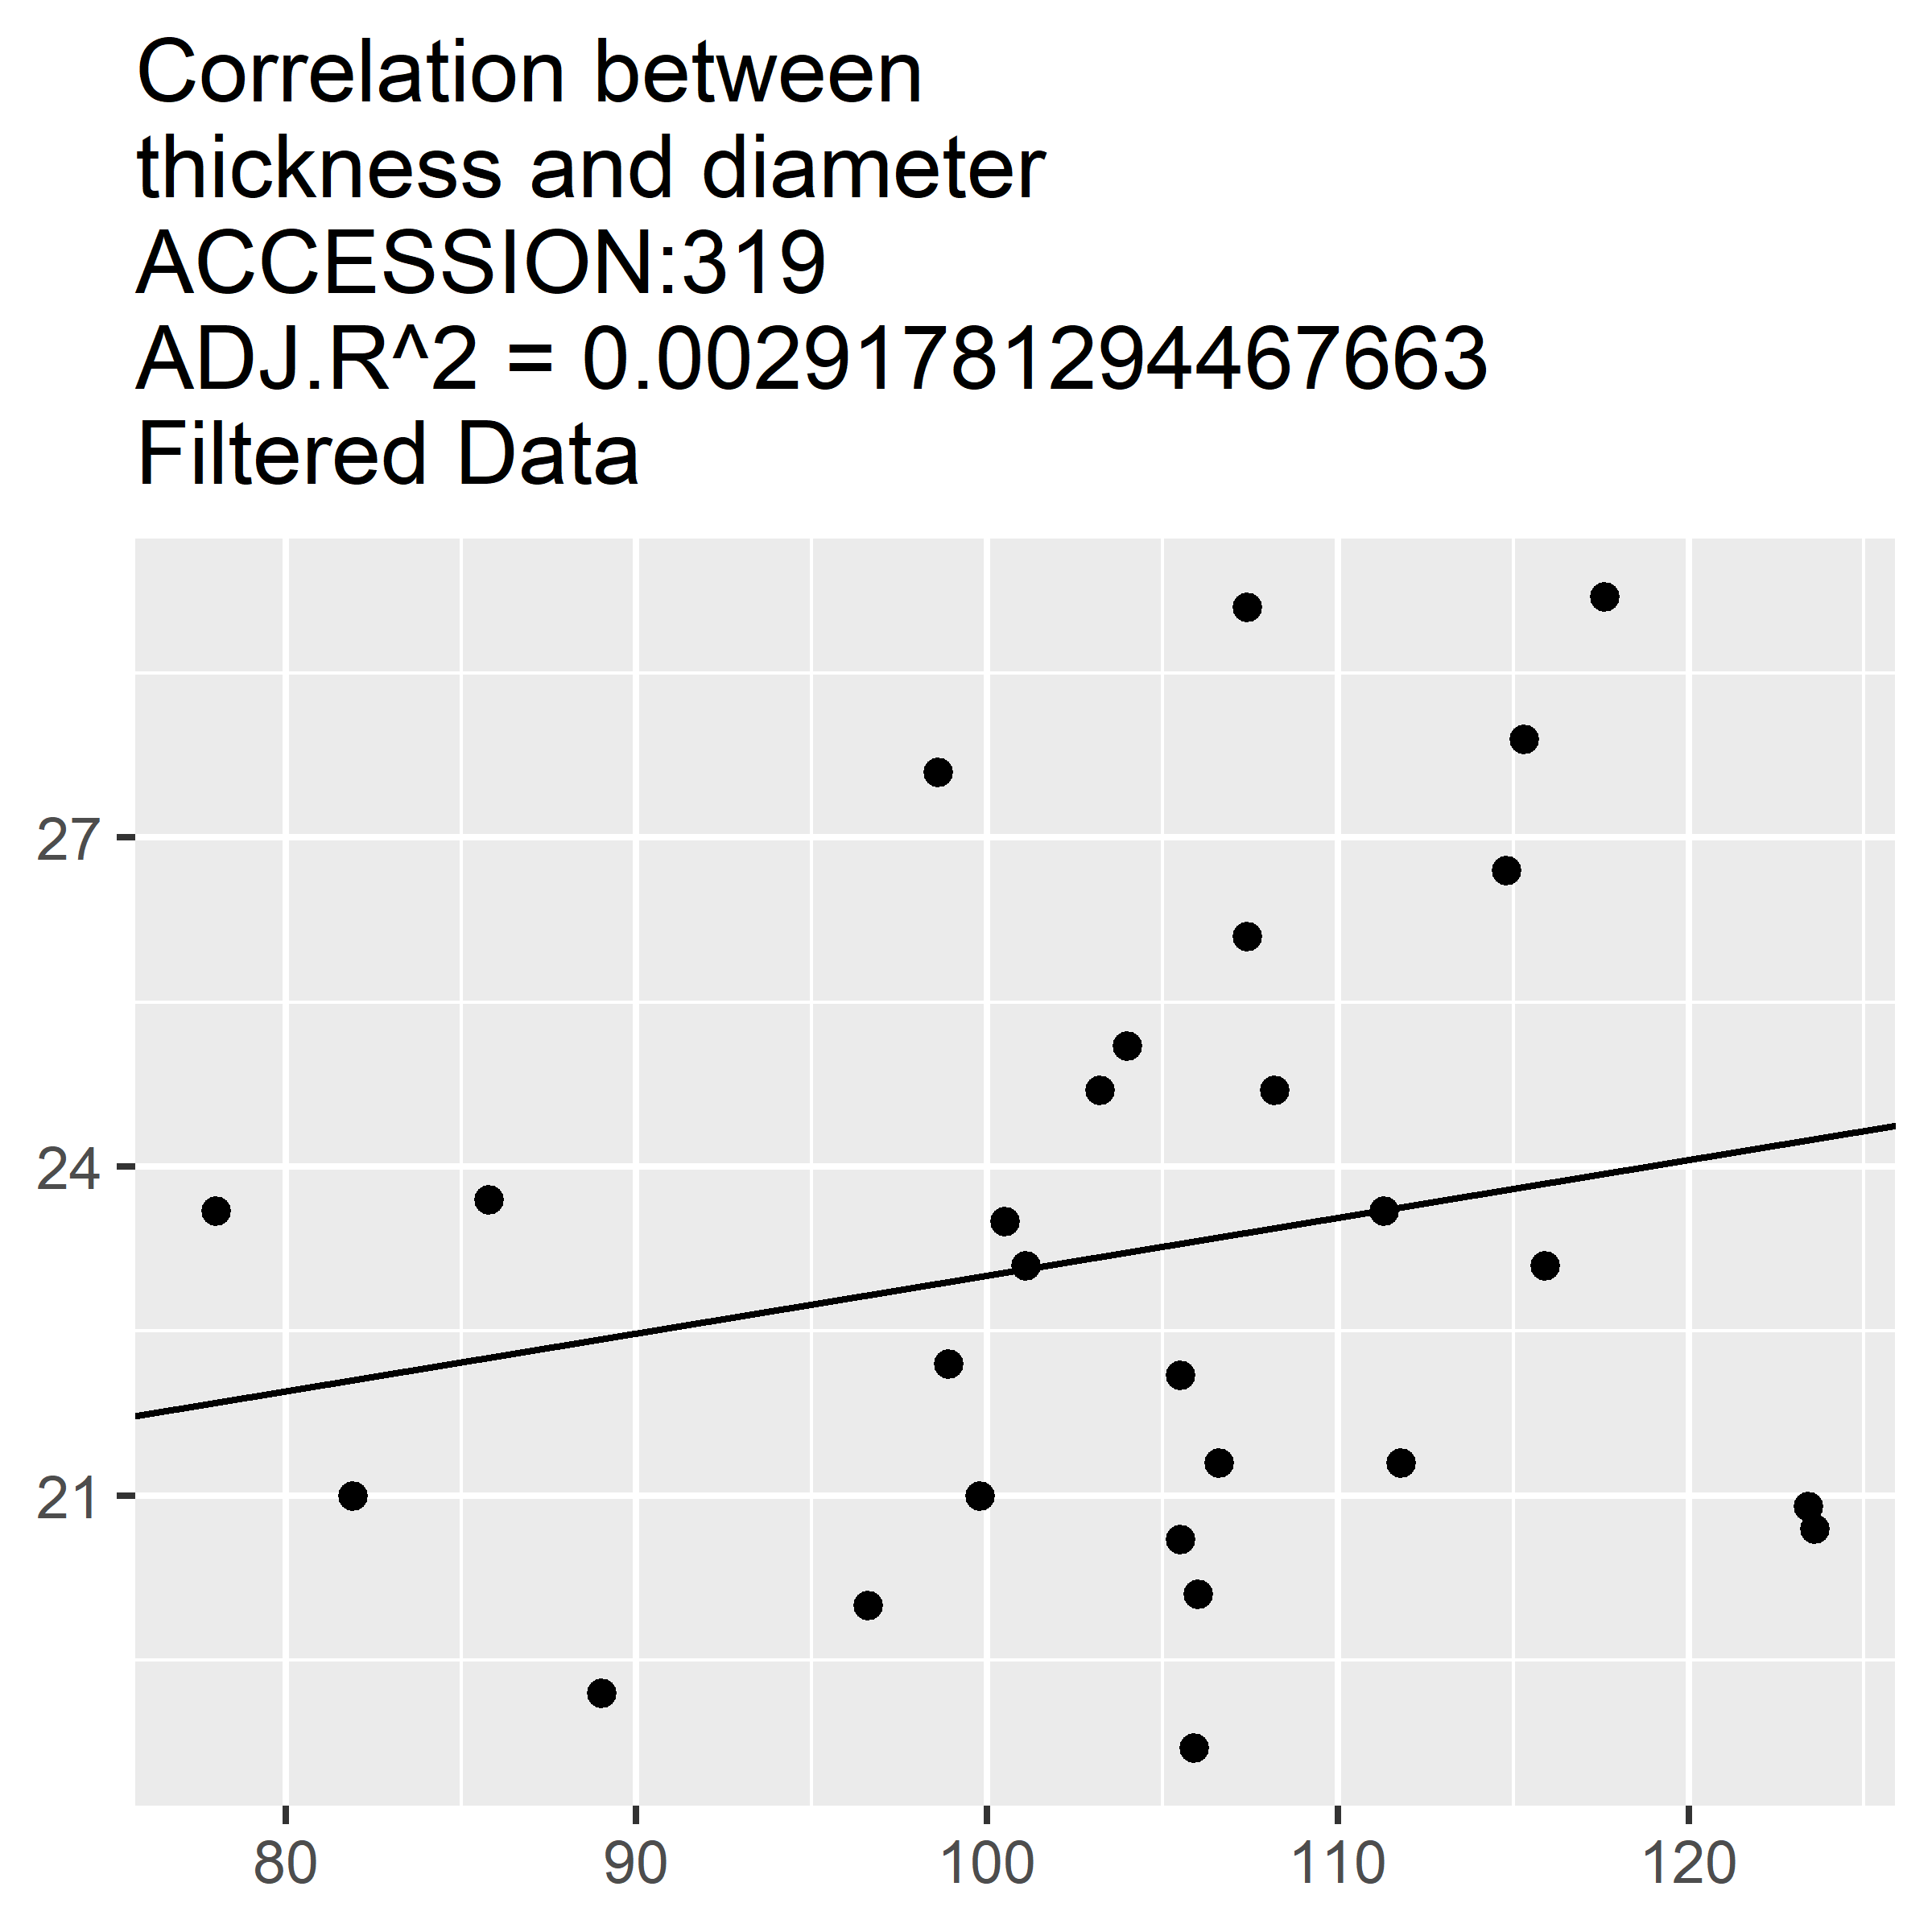 Correlation between
thickness and diameter
ACCESSION:319
ADJ.R^2 = 0.00291781294467663
Filtered Data
27
24
21
80 90 100 110 120